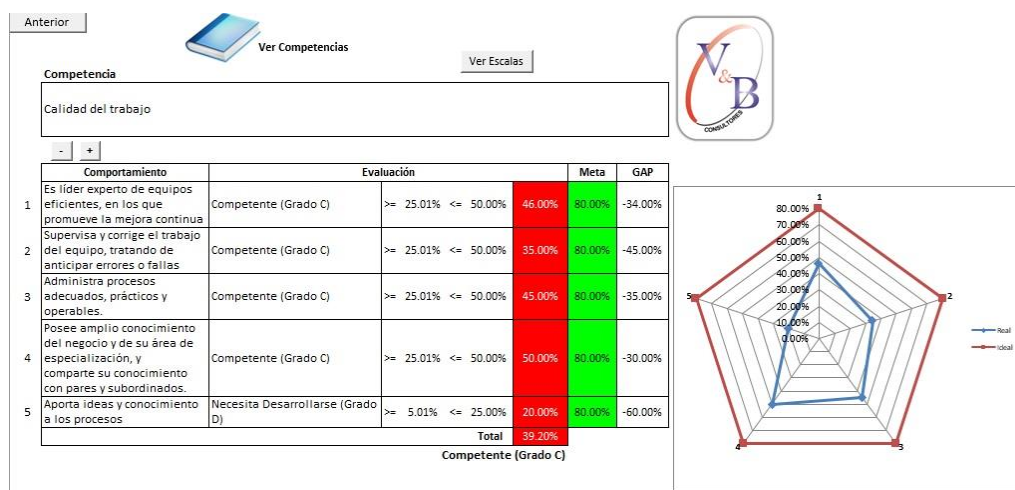 Anterior
Ver Competencias
Ver Escalas
Competencia
Calidad del trabajo
V&B
CONSULTORES
- +
Comportamiento Evaluación Meta GAP
1 Es líder experto de equipos
eficientes, en los que
promueve la mejora continua
Competente (Grado C) >= 25.01% <= 50.00% 46.00% 80.00% -34.00%
2 Supervisa y corrige el trabajo
del equipo, tratando de
anticipar errores o fallas
Competente (Grado C) >= 25.01% <= 50.00% 35.00% 80.00% -45.00%
3 Administra procesos
adecuados, prácticos y
operables.
Competente (Grado C) >= 25.01% <= 50.00% 45.00% 80.00% -35.00%
4 Posee amplio conocimiento
del negocio y de su área de
especialización, y
comparte su conocimiento
con pares y subordinados.
Competente (Grado C) >= 25.01% <= 50.00% 50.00% 80.00% -30.00%
5 Aporta ideas y conocimiento
a los procesos
Necesita Desarrollarse (Grado
D)
>= 5.01% <= 25.00% 20.00% 80.00% -60.00%
Total 39.20%
Competente (Grado C)
1
80.00%
70.00%
60.00%
50.00%
40.00%
30.00%
10.00%
0.00%
5
2
4
3
Real
Ideal